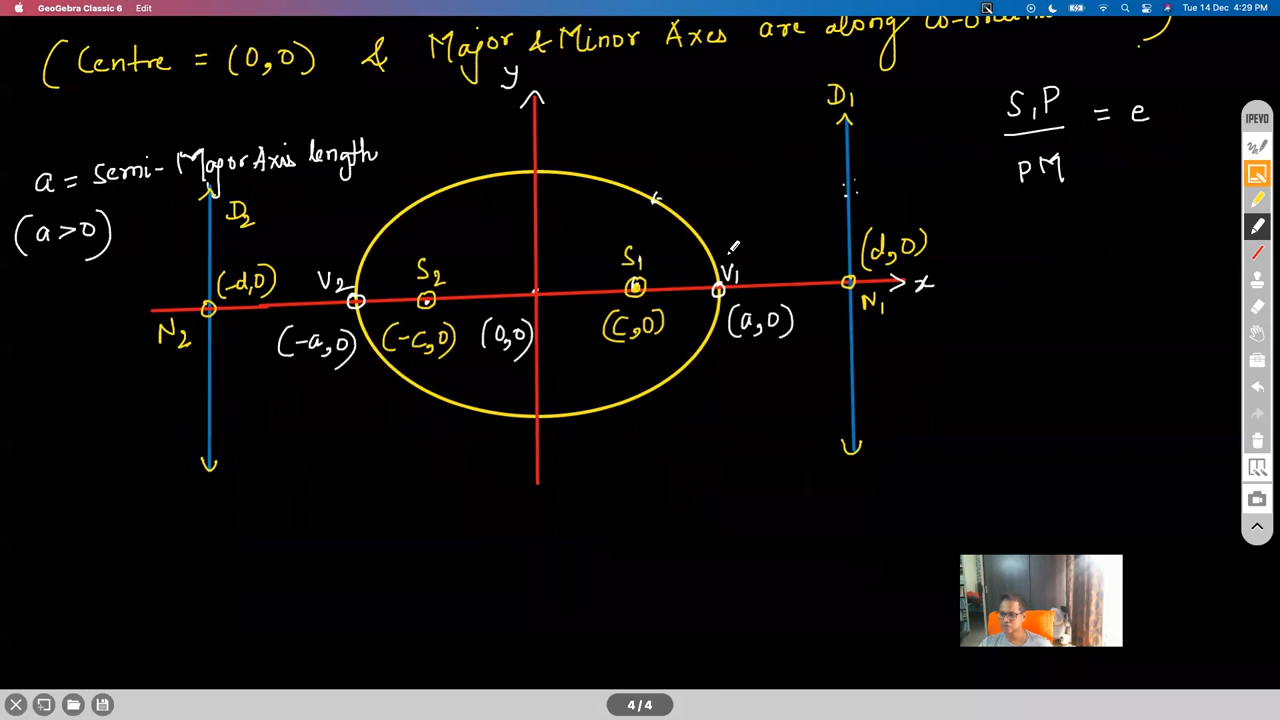 GeoGebra Classic 6 Edit Tue 14 Dec 4:29 PM
(Centre = (0,0) & Major & Minor Axes are along )
y
D1
S1P
PM
= e
IPEVO
a = Semi-Major Axis length
(a>0)
D2
(-d,0)
V2
S2
S1
V1
(d,0)
x
N2
(-a,0)
(-c,0)
(0,0)
(c,0)
(a,0)
N1
4/4